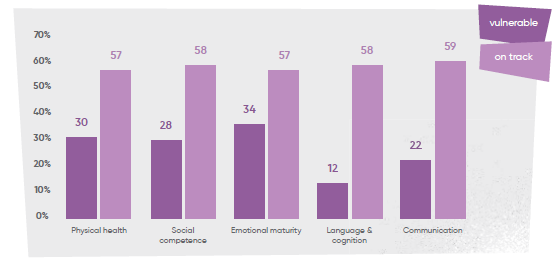 vulnerable
on track
70%
60%
50%
40%
30%
20%
10%
0%
30
57
28
58
34
57
12
58
22
59
Physical health
Social
competence
Emotional maturity
Language &
cognition
Communication